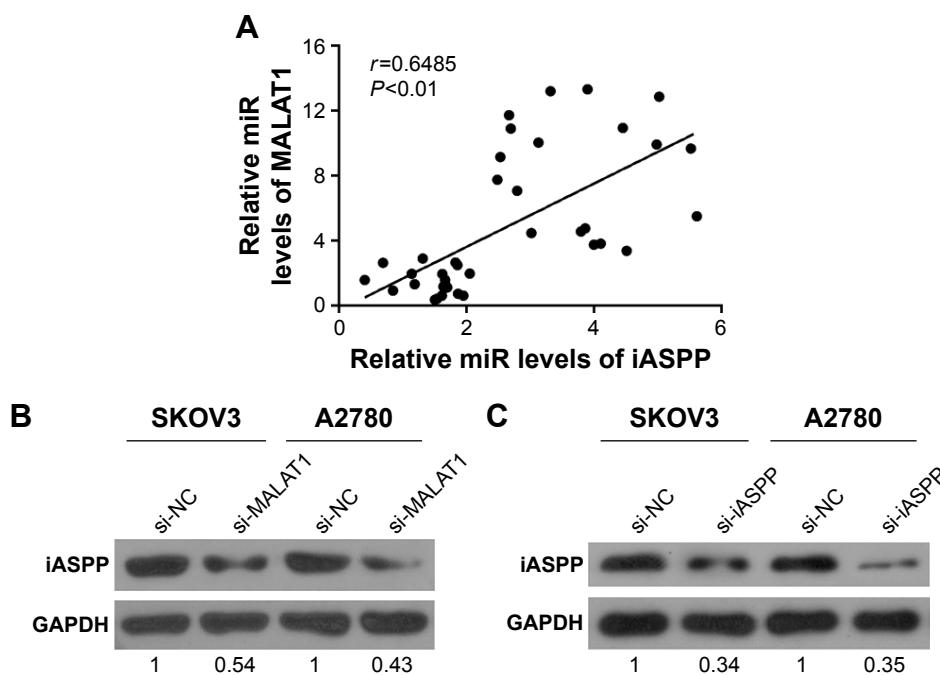 A
r=0.6485
P<0.01
Relative miR
levels of MALAT1
16
12
8
4
0
0 2 4 6
Relative miR levels of iASPP
B
SKOV3 A2780
si-NC si-MALAT1 si-NC si-MALAT1
iASPP
GAPDH
1 0.54 1 0.43
C
SKOV3 A2780
si-NC si-iASPP si-NC si-iASPP
iASPP
GAPDH
1 0.34 1 0.35